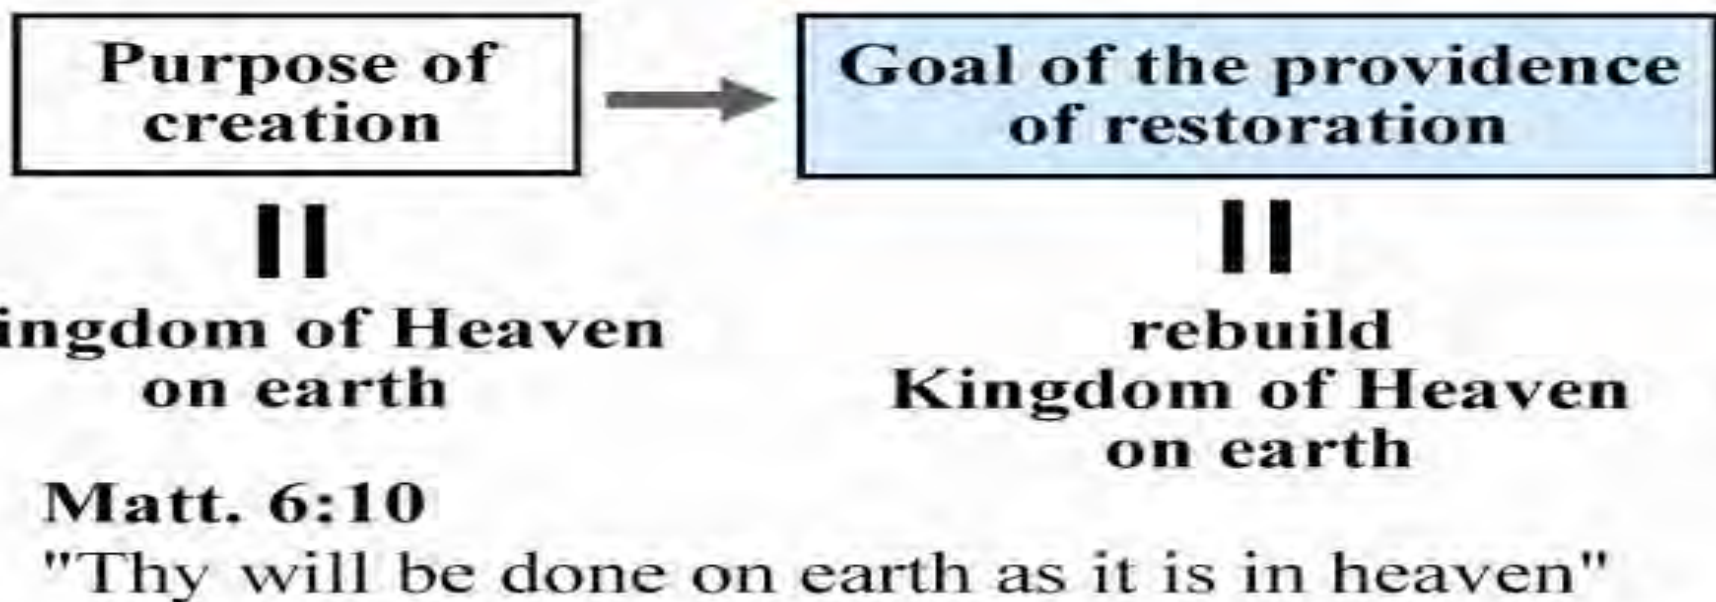 Purpose of
creation
Goal of the providence
of restoration
ingdom of Heaven
on earth
rebuild
Kingdom of Heaven
on earth
Matt. 6:10
"Thy will be done on earth as it is in heaven"